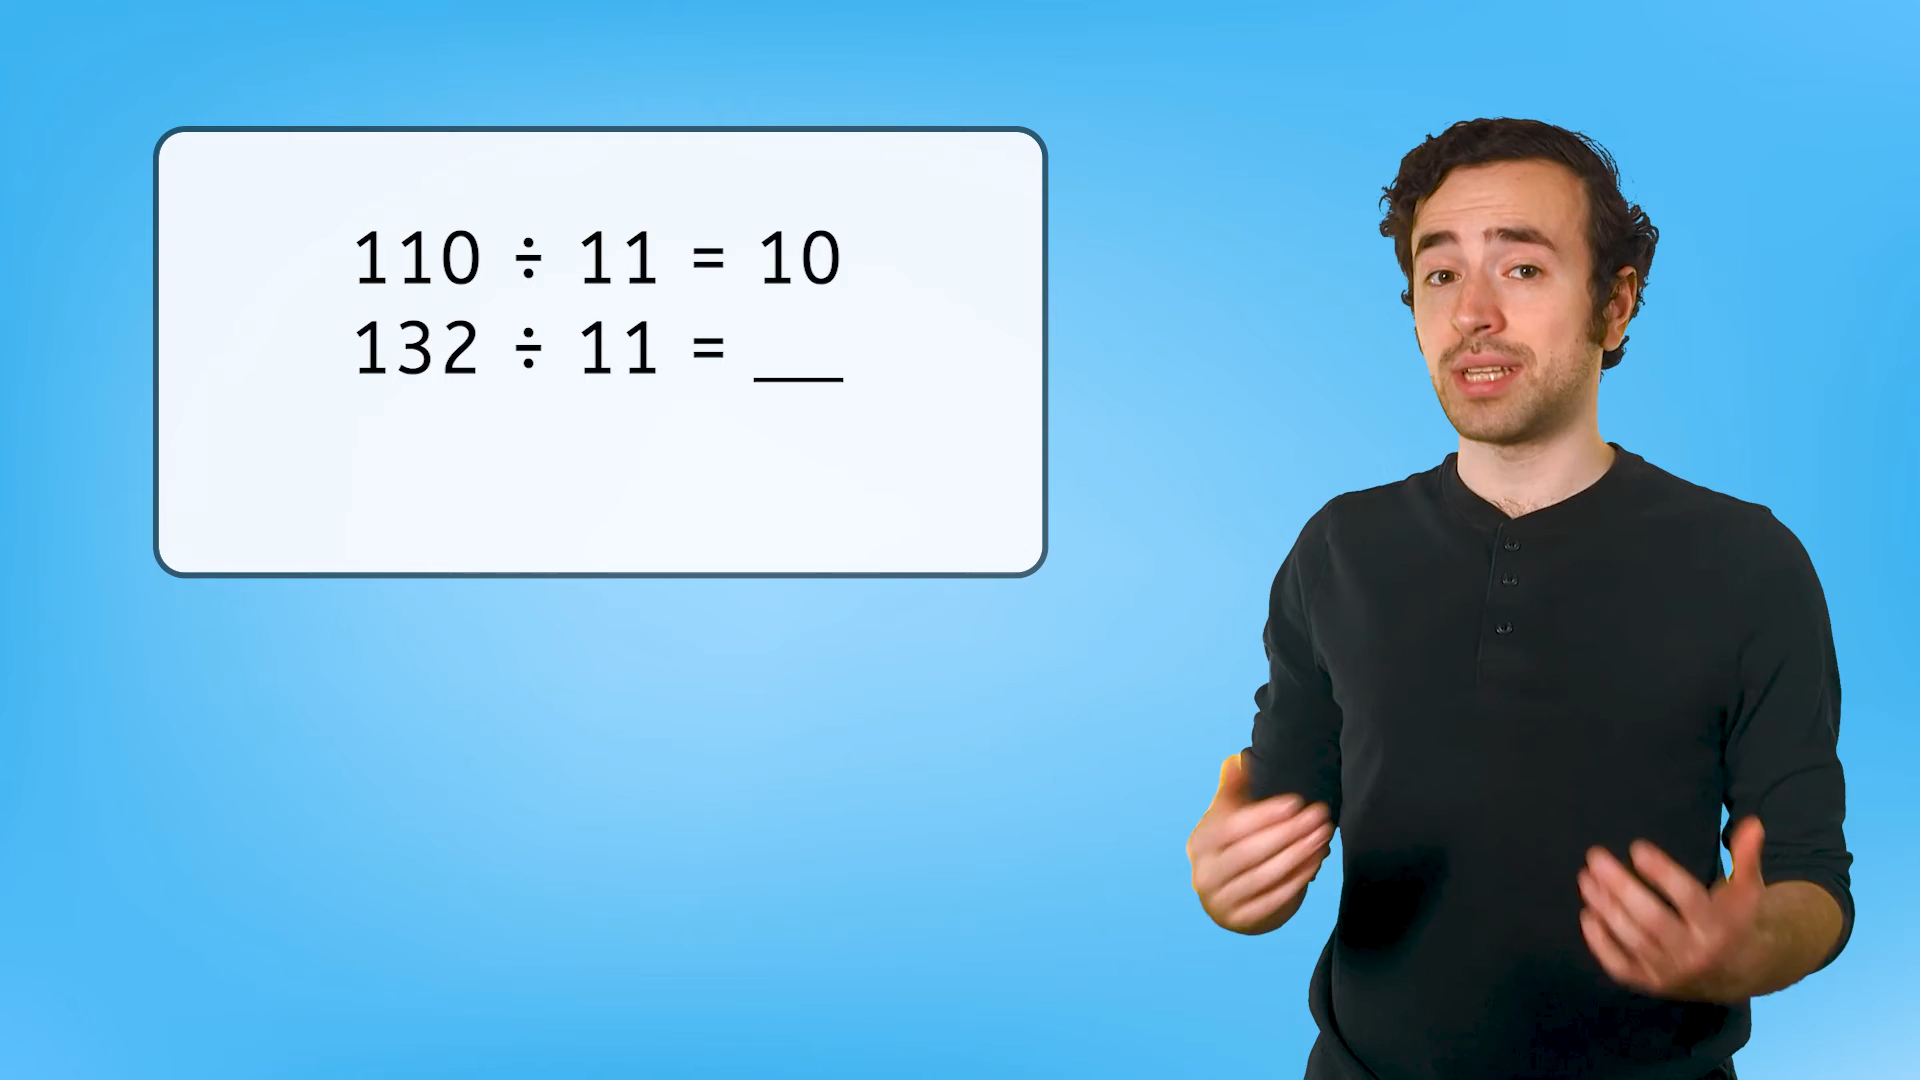 110 ÷ 11 = 10
132 ÷ 11 = ___